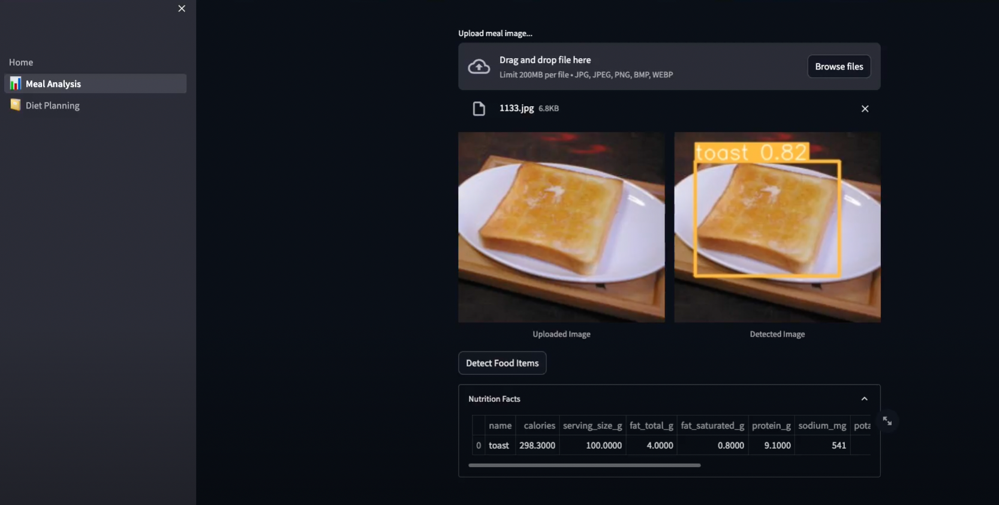 Home
Meal Analysis
Diet Planning
Upload meal image...
Drag and drop file here
Limit 200MB per file • JPG, JPEG, PNG, BMP, WEBP
Browse files
1133.jpg 6.8KB
toast 0.82
Uploaded Image
Detected Image
Detect Food Items
Nutrition Facts
name calories serving_size_g fat_total_g fat_saturated_g protein_g sodium_mg pota
0 toast 298.3000 100.0000 4.0000 0.8000 9.1000 541